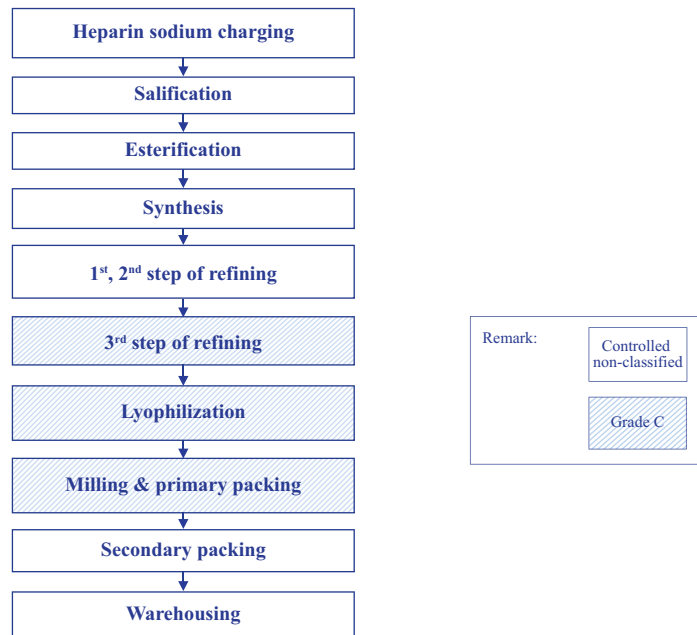 Heparin sodium charging
Salification
Esterification
Synthesis
1st, 2nd step of refining
3rd step of refining
Lyophilization
Milling & primary packing
Secondary packing
Warehousing
Remark:
Controlled
non-classified
Grade C